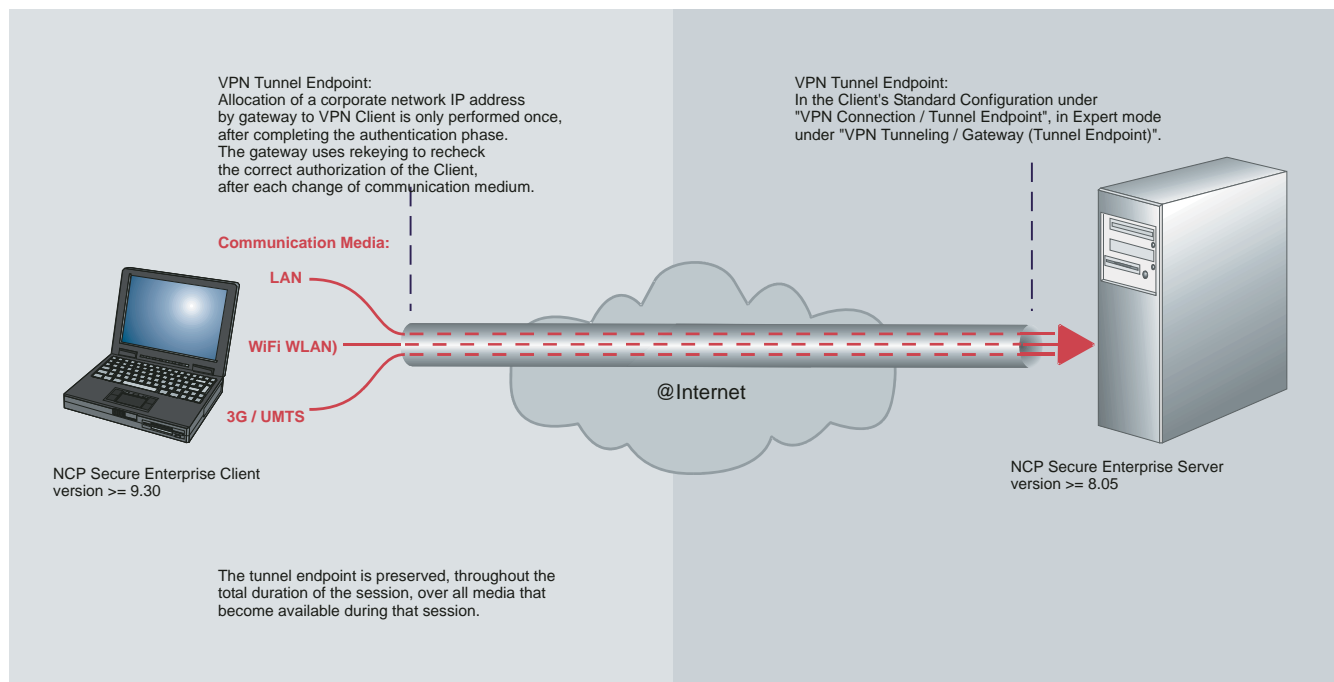 VPN Tunnel Endpoint:
Allocation of a corporate network IP address
by gateway to VPN Client is only performed once,
after completing the authentication phase.
The gateway uses rekeying to recheck
the correct authorization of the Client,
after each change of communication medium.
VPN Tunnel Endpoint:
In the Client's Standard Configuration under
"VPN Connection / Tunnel Endpoint", in Expert mode
under "VPN Tunneling / Gateway (Tunnel Endpoint)".
Communication Media:
LAN
WiFi WLAN)
3G / UMTS
@Internet
NCP Secure Enterprise Client
version >= 9.30
NCP Secure Enterprise Server
version >= 8.05
The tunnel endpoint is preserved, throughout the
total duration of the session, over all media that
become available during that session.